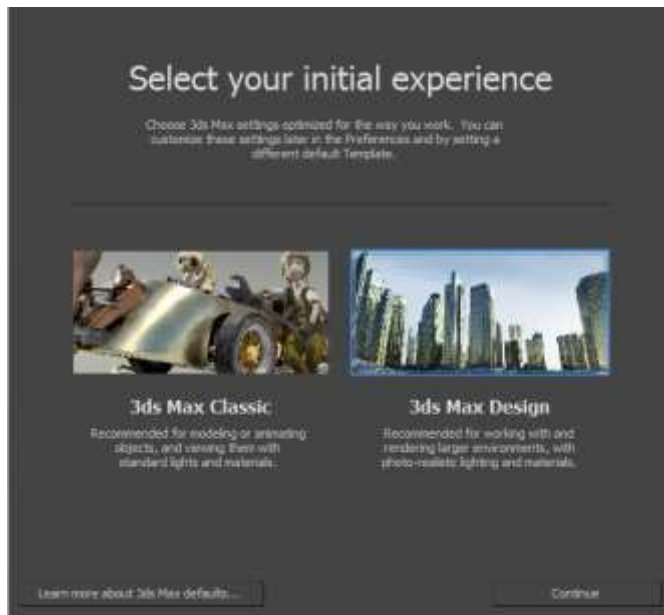 Select your initial experience
Choose 3ds Max settings optimized for the way you work. You can
customize these settings later in the Preferences and by setting a
different default Template.
3ds Max Classic
Recommended for modeling or animating
objects, and viewing them with
standard lights and materials.
3ds Max Design
Recommended for working with and
rendering larger environments, with
photo-realistic lighting and materials.
Learn more about 3ds Max defaults...
Continue